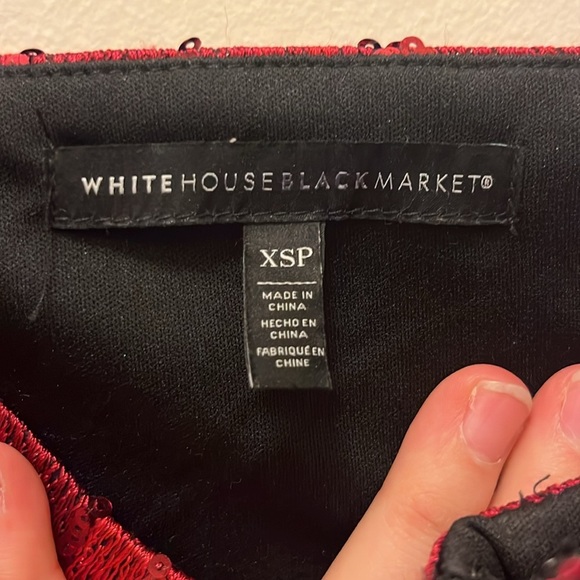 WHITEHOUSEBLACKMARKET®
XSP
MADE IN
CHINA
HECHO EN
CHINA
FABRIQUÉ EN
CHINE